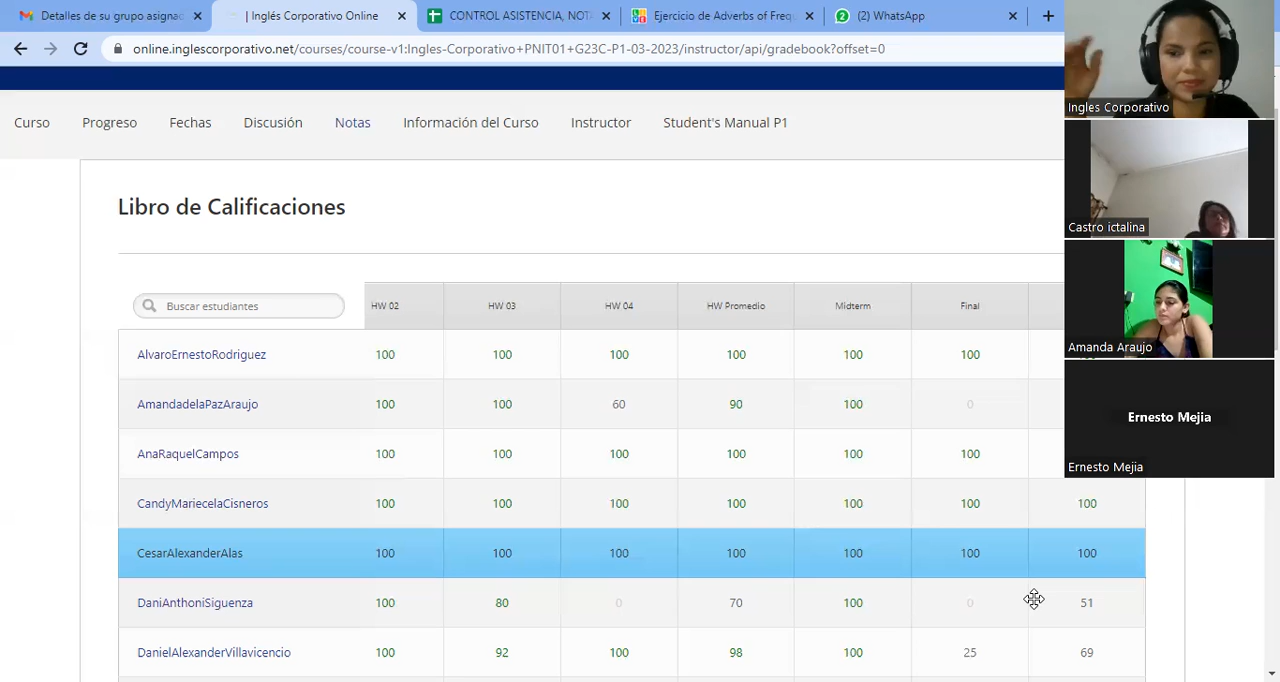 Detalles de su grupo asignad
| Inglés Corporativo Online
CONTROL ASISTENCIA, NOTA
Ejercicio de Adverbs of Frequ
(2) WhatsApp
online.inglescorporativo.net/courses/course-v1:Ingles-Corporativo+PNIT01+G23C-P1-03-2023/instructor/api/gradebook?offset=0
Curso Progreso Fechas Discusión Notas Información del Curso Instructor Student's Manual P1
Libro de Calificaciones
Buscar estudiantes HW 02 HW 03 HW 04 HW Promedio Midterm Final
AlvaroErnestoRodriguez 100 100 100 100 100 100
AmandadelaPazAraujo 100 100 60 90 100 0
AnaRaquelCampos 100 100 100 100 100 100
CandyMariecelaCisneros 100 100 100 100 100 100 100
CesarAlexanderAlas 100 100 100 100 100 100 100
DaniAnthoniSiguenza 100 80 0 70 100 0 51
DanielAlexanderVillavicencio 100 92 100 98 100 25 69
Ingles Corporativo
Castro ictalina
Amanda Araujo
Ernesto Mejia
Ernesto Mejia